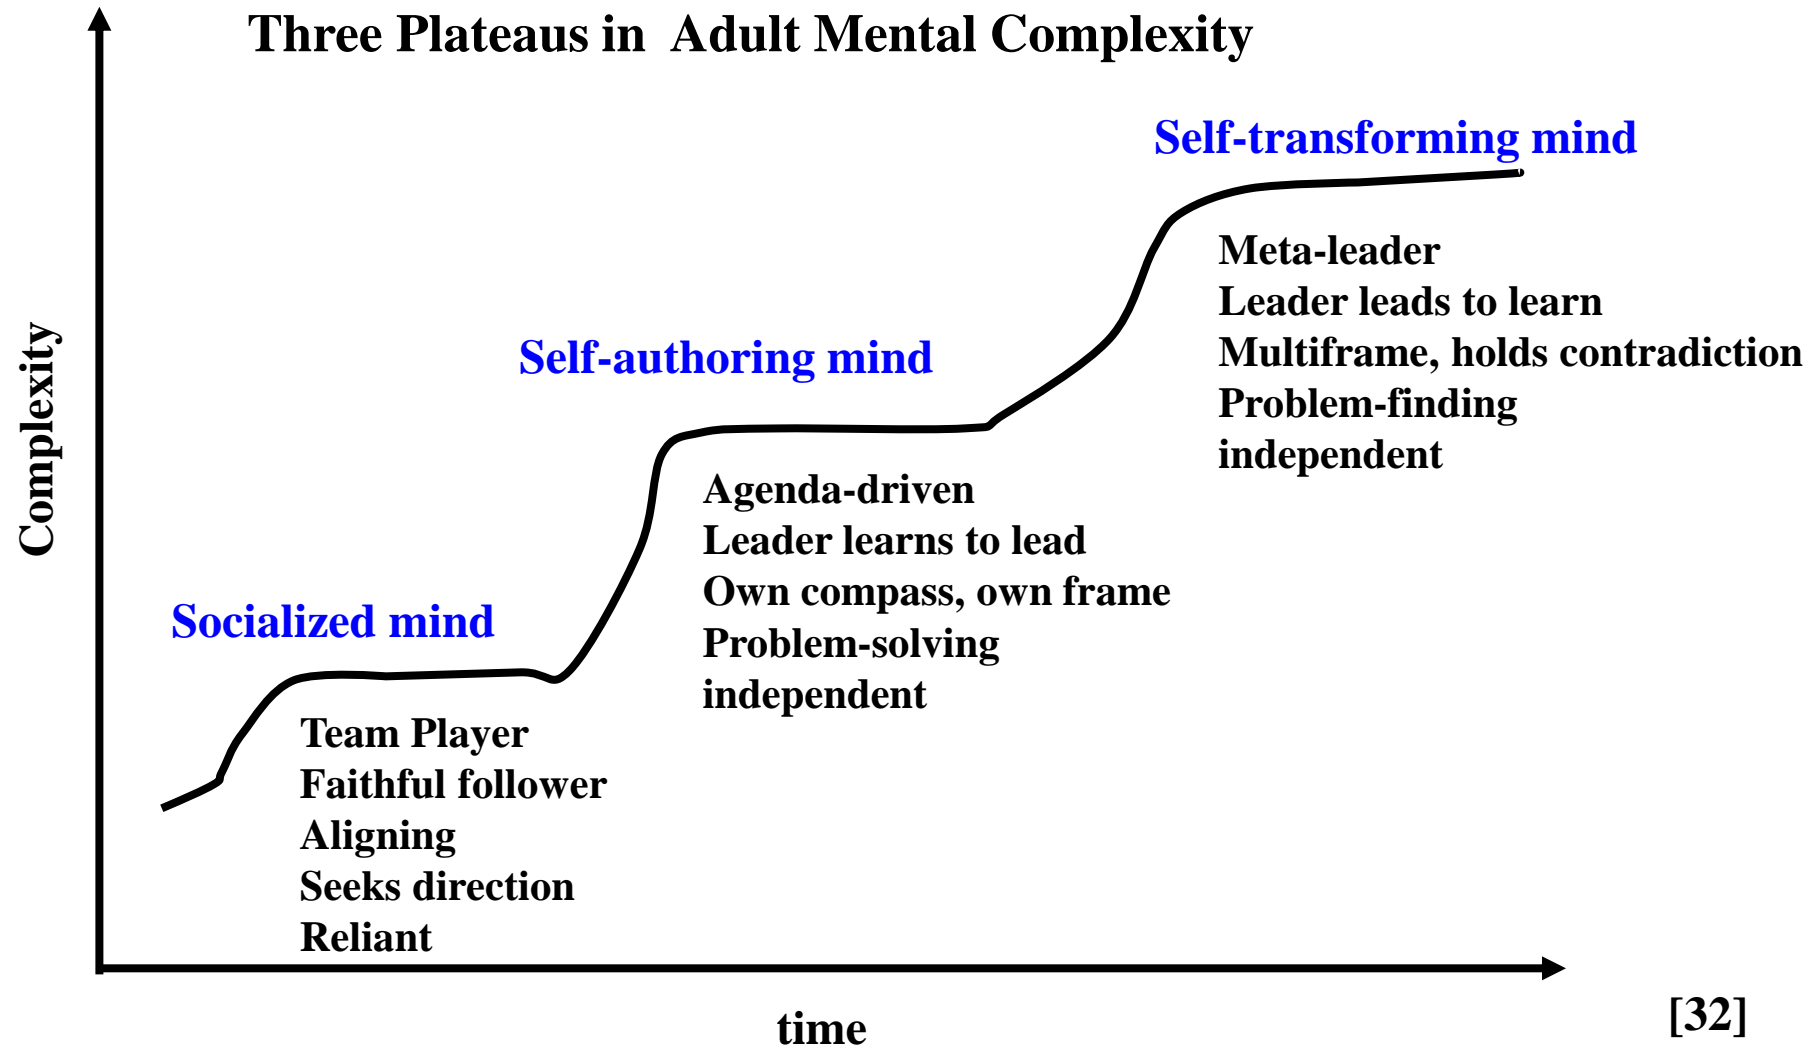 Three Plateaus in Adult Mental Complexity
Self-transforming mind
Meta-leader
Leader leads to learn
Multiframe, holds contradiction
Problem-finding
independent
Self-authoring mind
Agenda-driven
Leader learns to lead
Own compass, own frame
Problem-solving
independent
Complexity
Socialized mind
Team Player
Faithful follower
Aligning
Seeks direction
Reliant
time
[32]